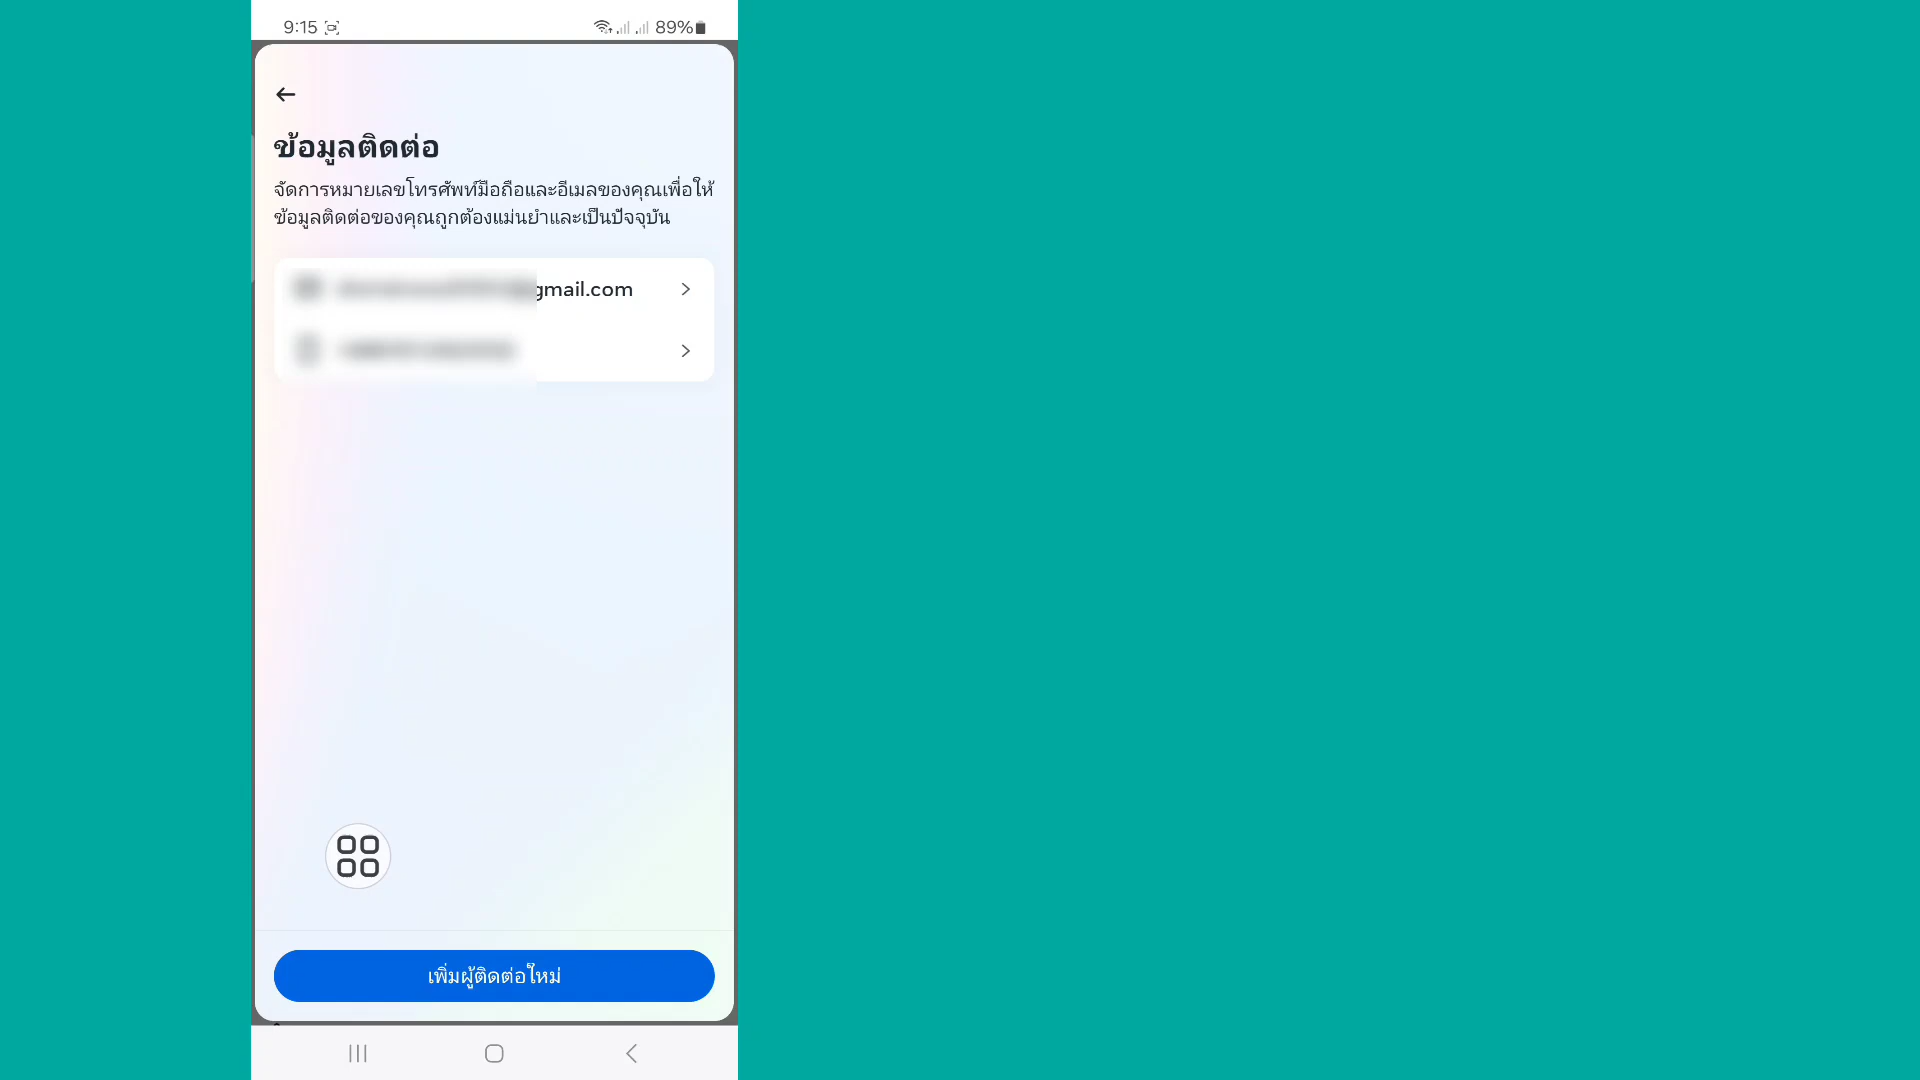 9:15
89%
ข้อมูลติดต่อ
จัดการหมายเลขโทรศัพท์มือถือและอีเมลของคุณเพื่อให้
ข้อมูลติดต่อของคุณถูกต้องแม่นยำและเป็นปัจจุบัน
gmail.com
เพิ่มผู้ติดต่อใหม่